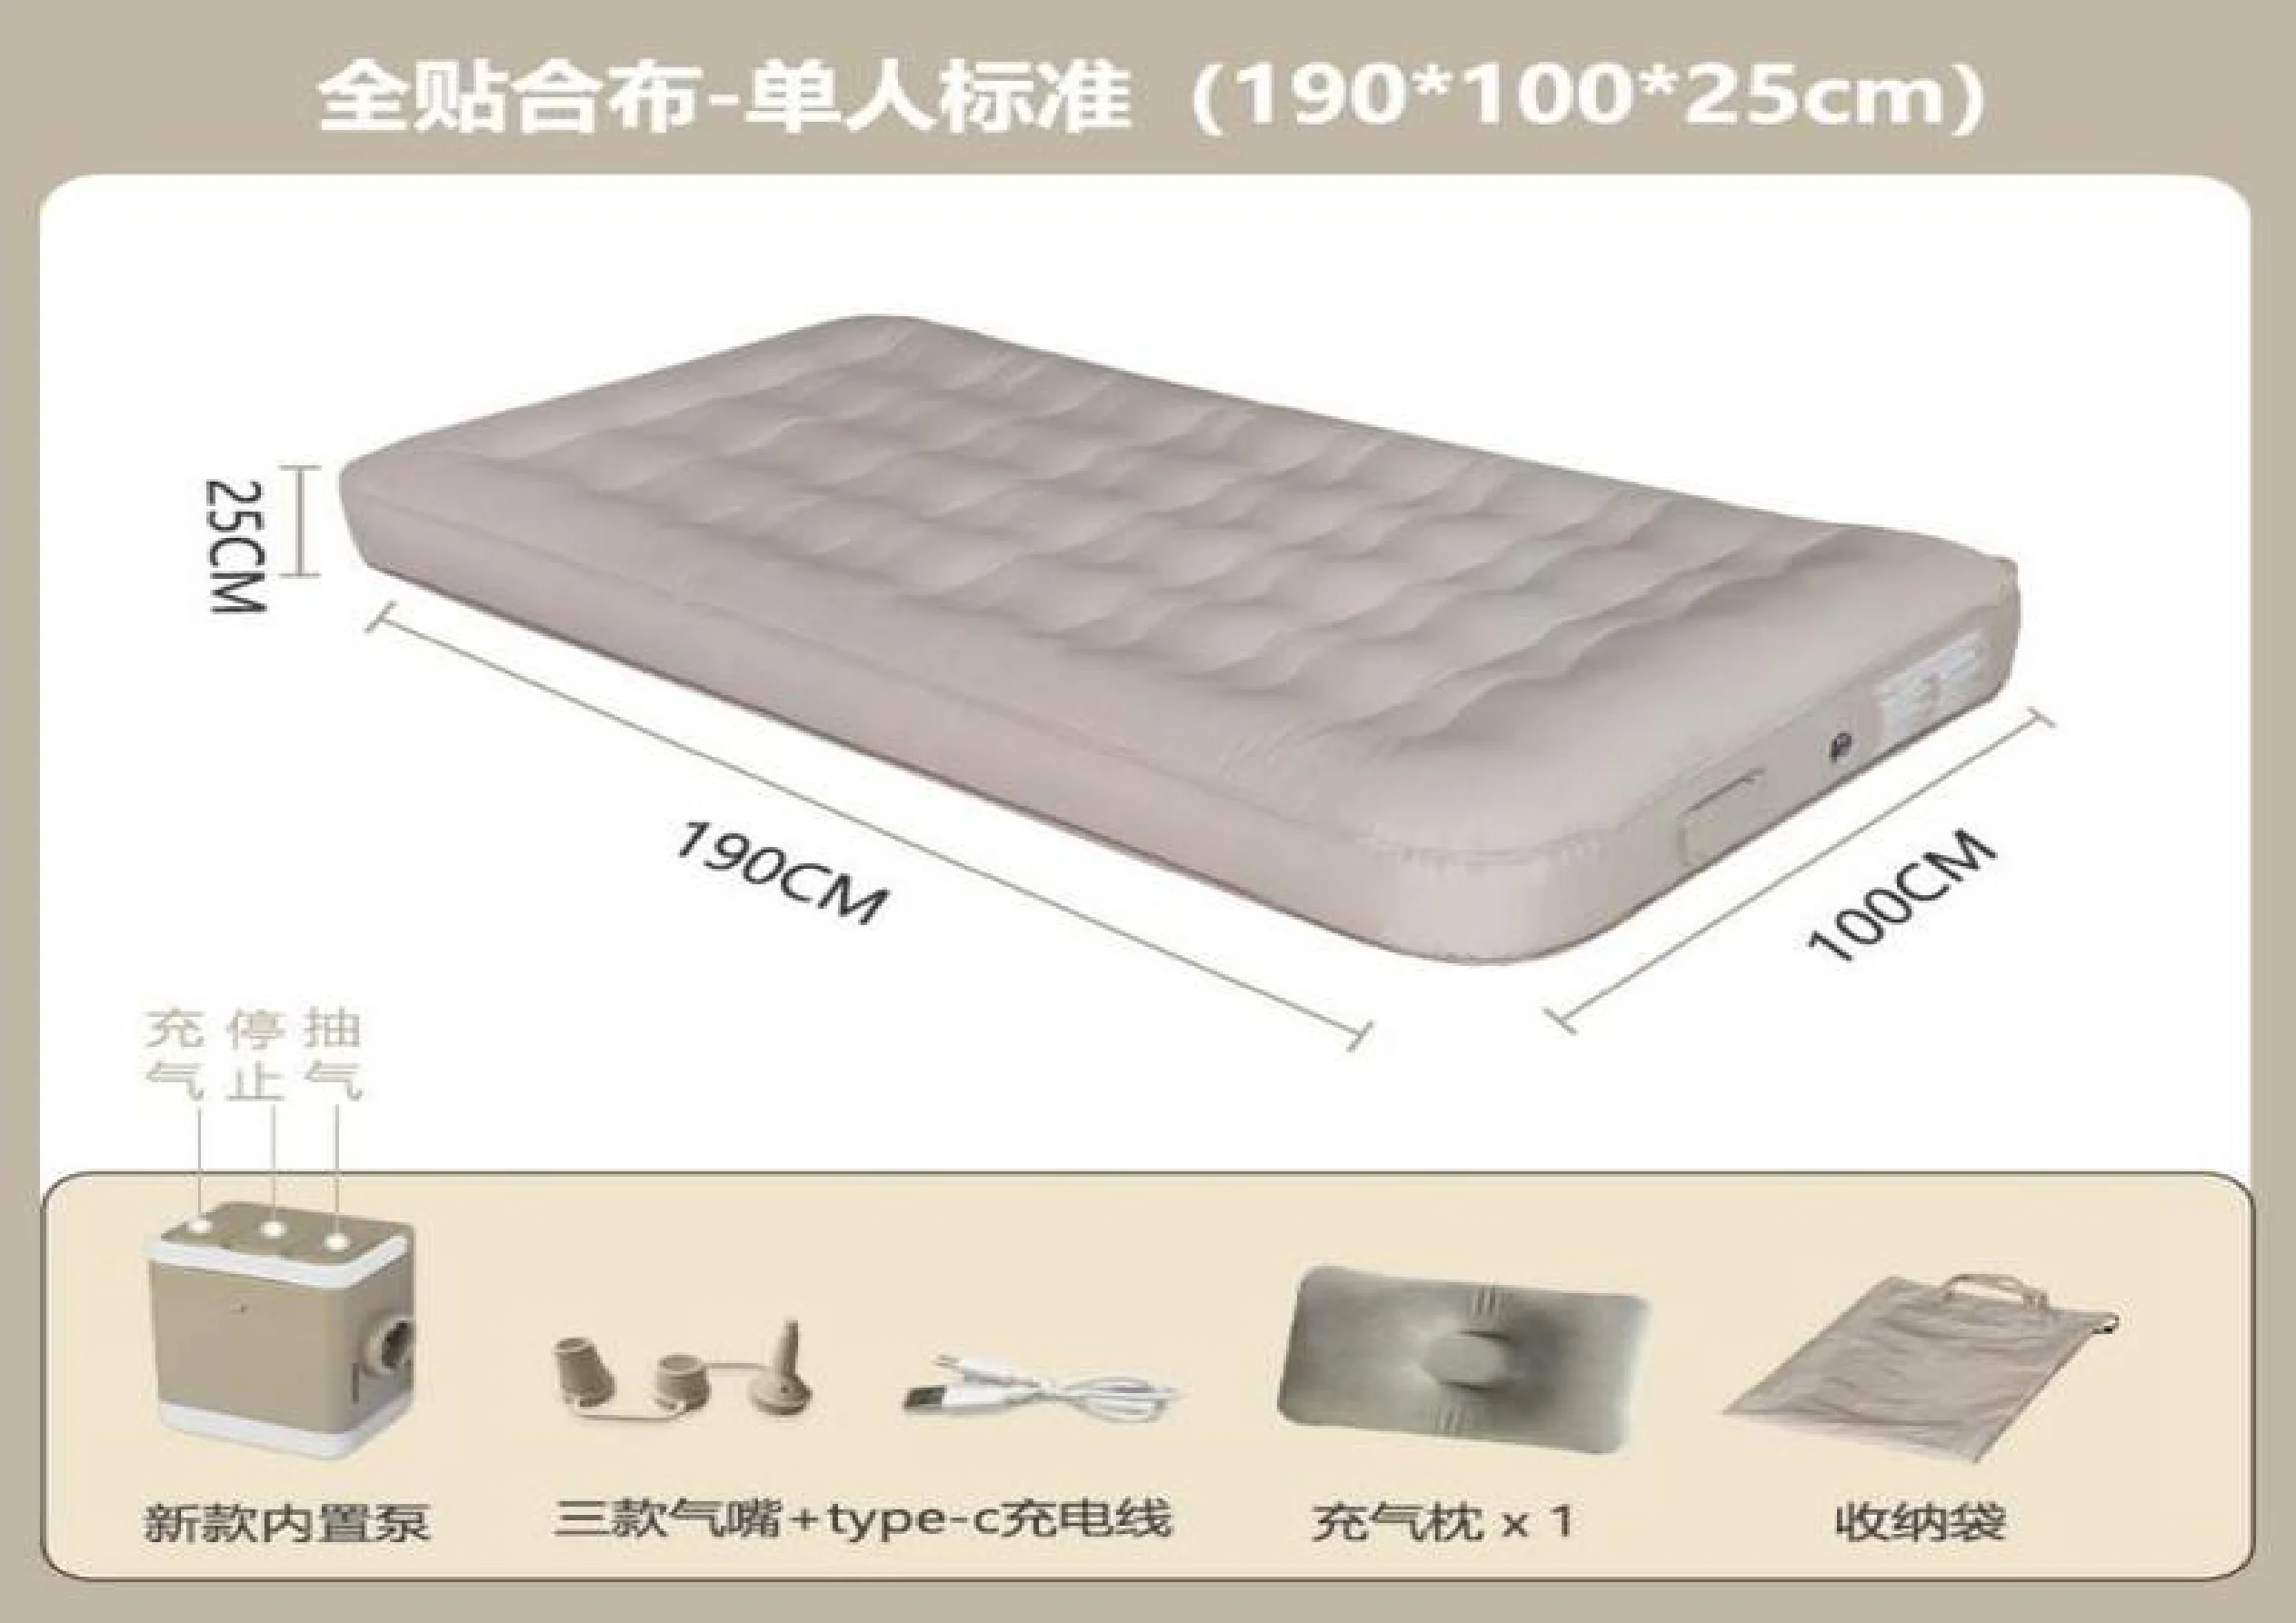 全贴合布-单人标准（190*100*25cm）
25CM
190CM
100CM
充气 停止 抽气
新款内置泵
三款气嘴+type-c充电线
充气枕 x 1
收纳袋